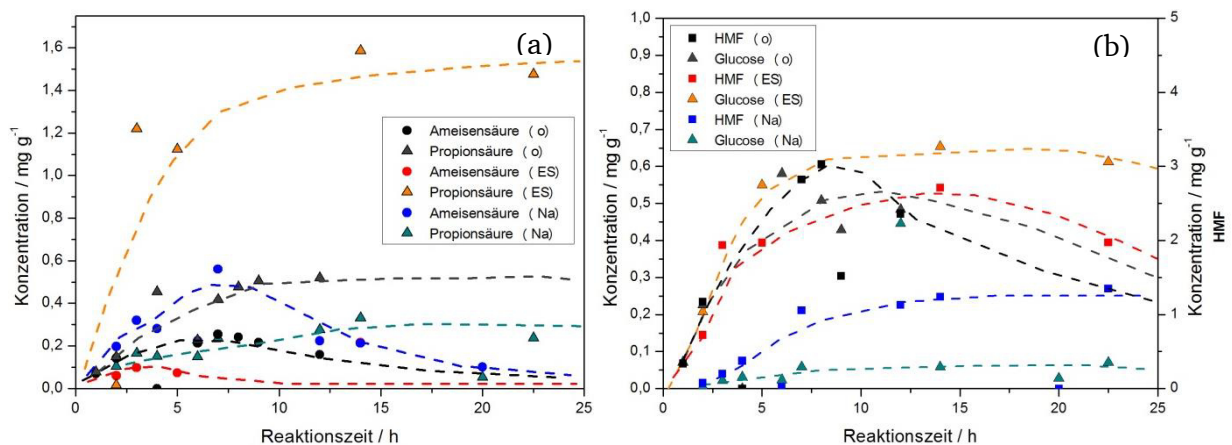 (a)
Konzentration / mg g⁻¹
1,6
1,4
1,2
1,0
0,8
0,6
0,4
0,2
0,0
0 5 10 15 20 25
Reaktionszeit / h
Ameisensäure ( o)
Propionsäure ( o)
Ameisensäure ( ES)
Propionsäure ( ES)
Ameisensäure ( Na)
Propionsäure ( Na)
(b)
Konzentration / mg g⁻¹
1,0
0,9
0,8
0,7
0,6
0,5
0,4
0,3
0,2
0,1
0,0
0 5 10 15 20 25
Reaktionszeit / h
HMF ( o)
Glucose ( o)
HMF ( ES)
Glucose ( ES)
HMF ( Na)
Glucose ( Na)
5
4
3
2
1
0
Konzentration / mg g⁻¹
HMF